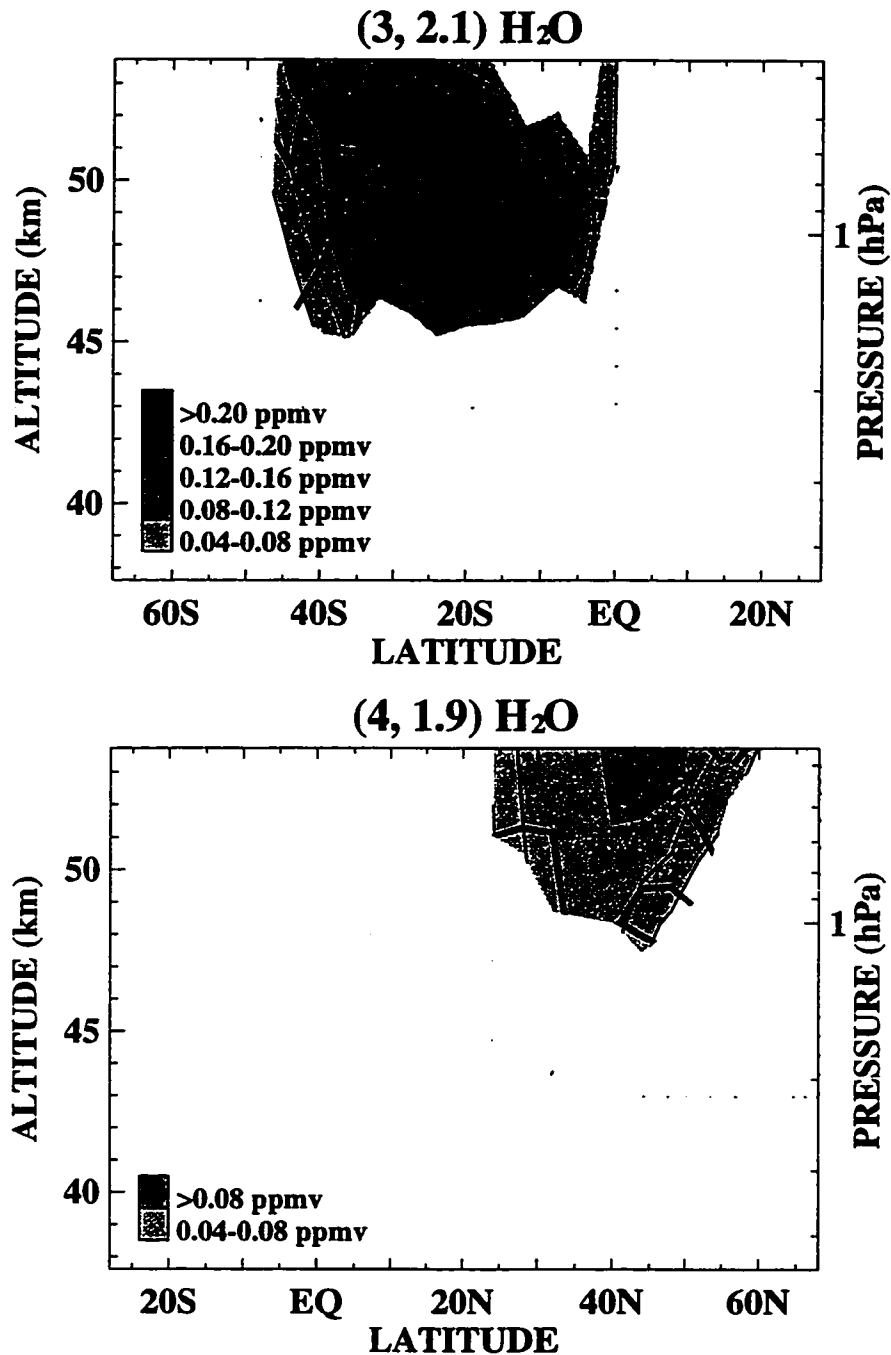 (3, 2.1) H₂O
ALTITUDE (km)
50
45
40
1
PRESSURE (hPa)
>0.20 ppmv
0.16-0.20 ppmv
0.12-0.16 ppmv
0.08-0.12 ppmv
0.04-0.08 ppmv
60S 40S 20S EQ 20N
LATITUDE
(4, 1.9) H₂O
ALTITUDE (km)
50
45
40
1
PRESSURE (hPa)
>0.08 ppmv
0.04-0.08 ppmv
20S EQ 20N 40N 60N
LATITUDE